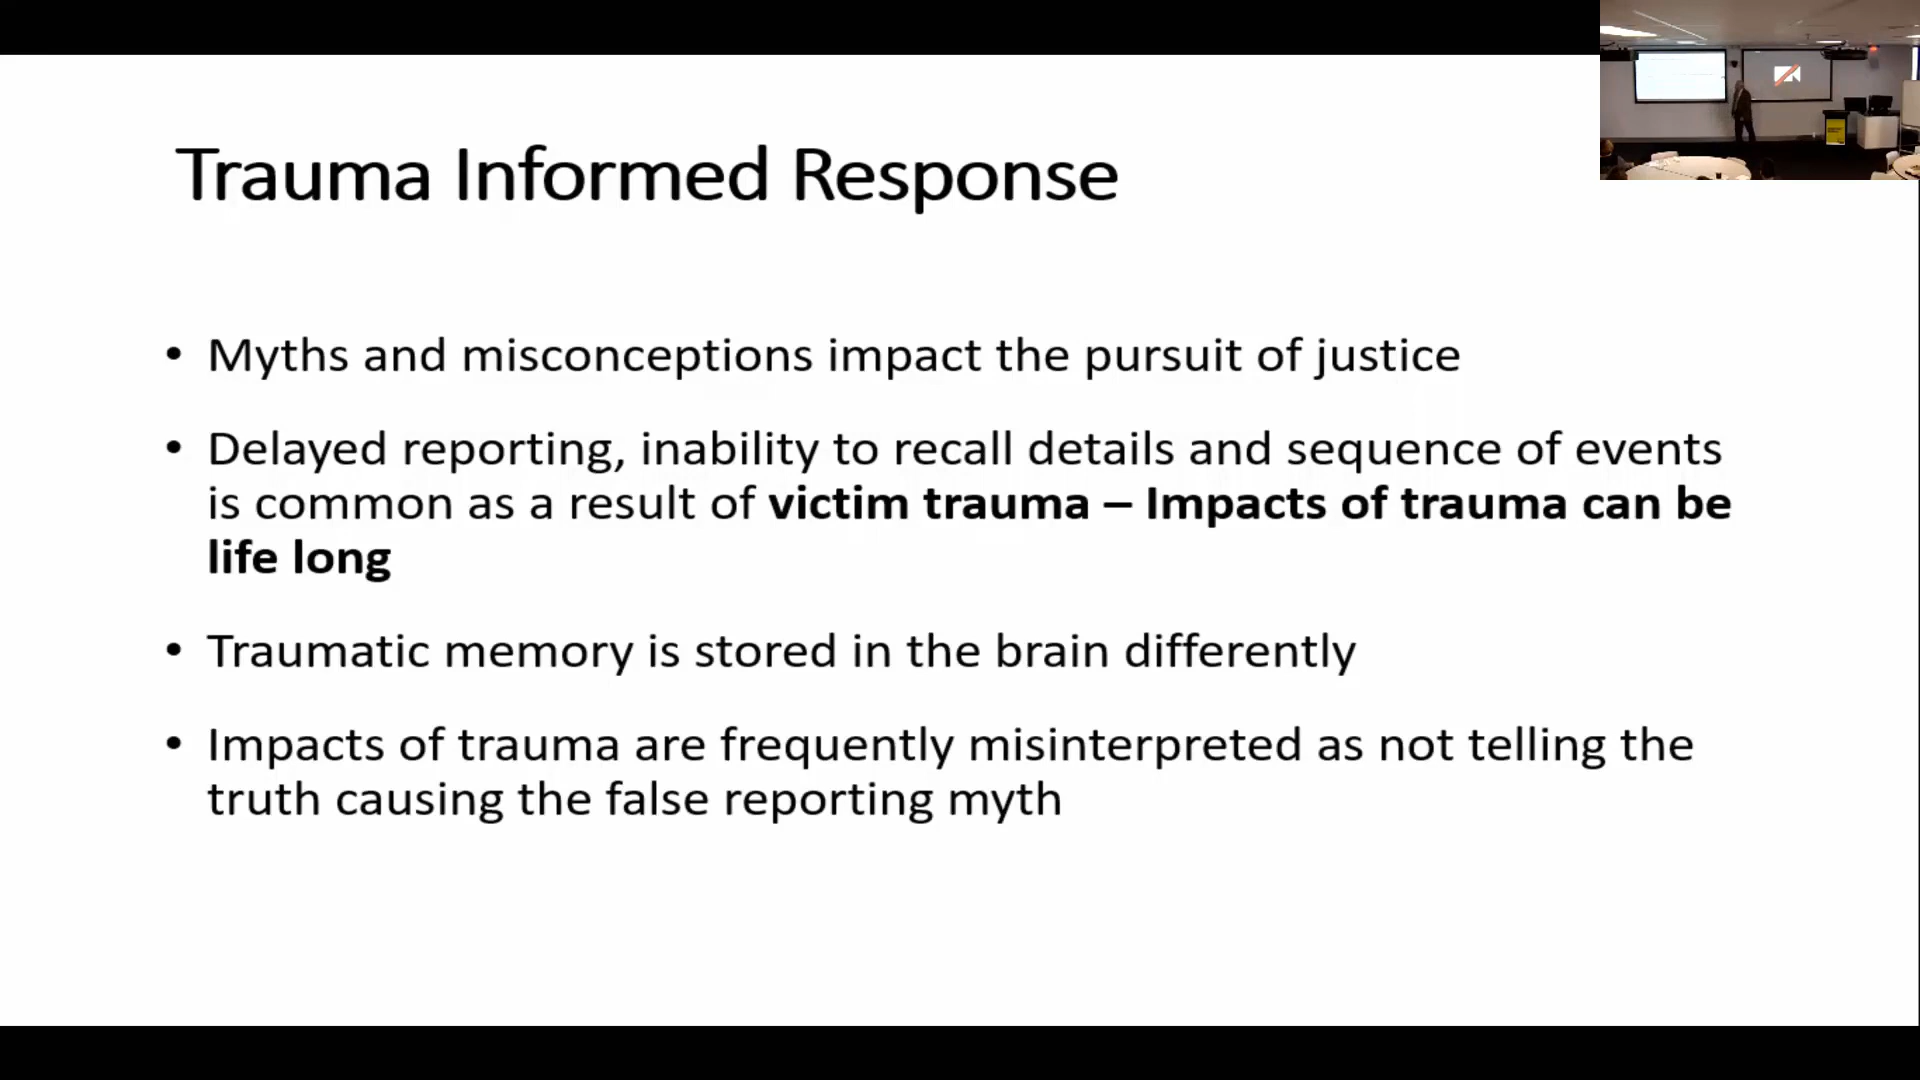 Trauma Informed Response
• Myths and misconceptions impact the pursuit of justice
• Delayed reporting, inability to recall details and sequence of events
is common as a result of victim trauma – Impacts of trauma can be
life long
• Traumatic memory is stored in the brain differently
• Impacts of trauma are frequently misinterpreted as not telling the
truth causing the false reporting myth